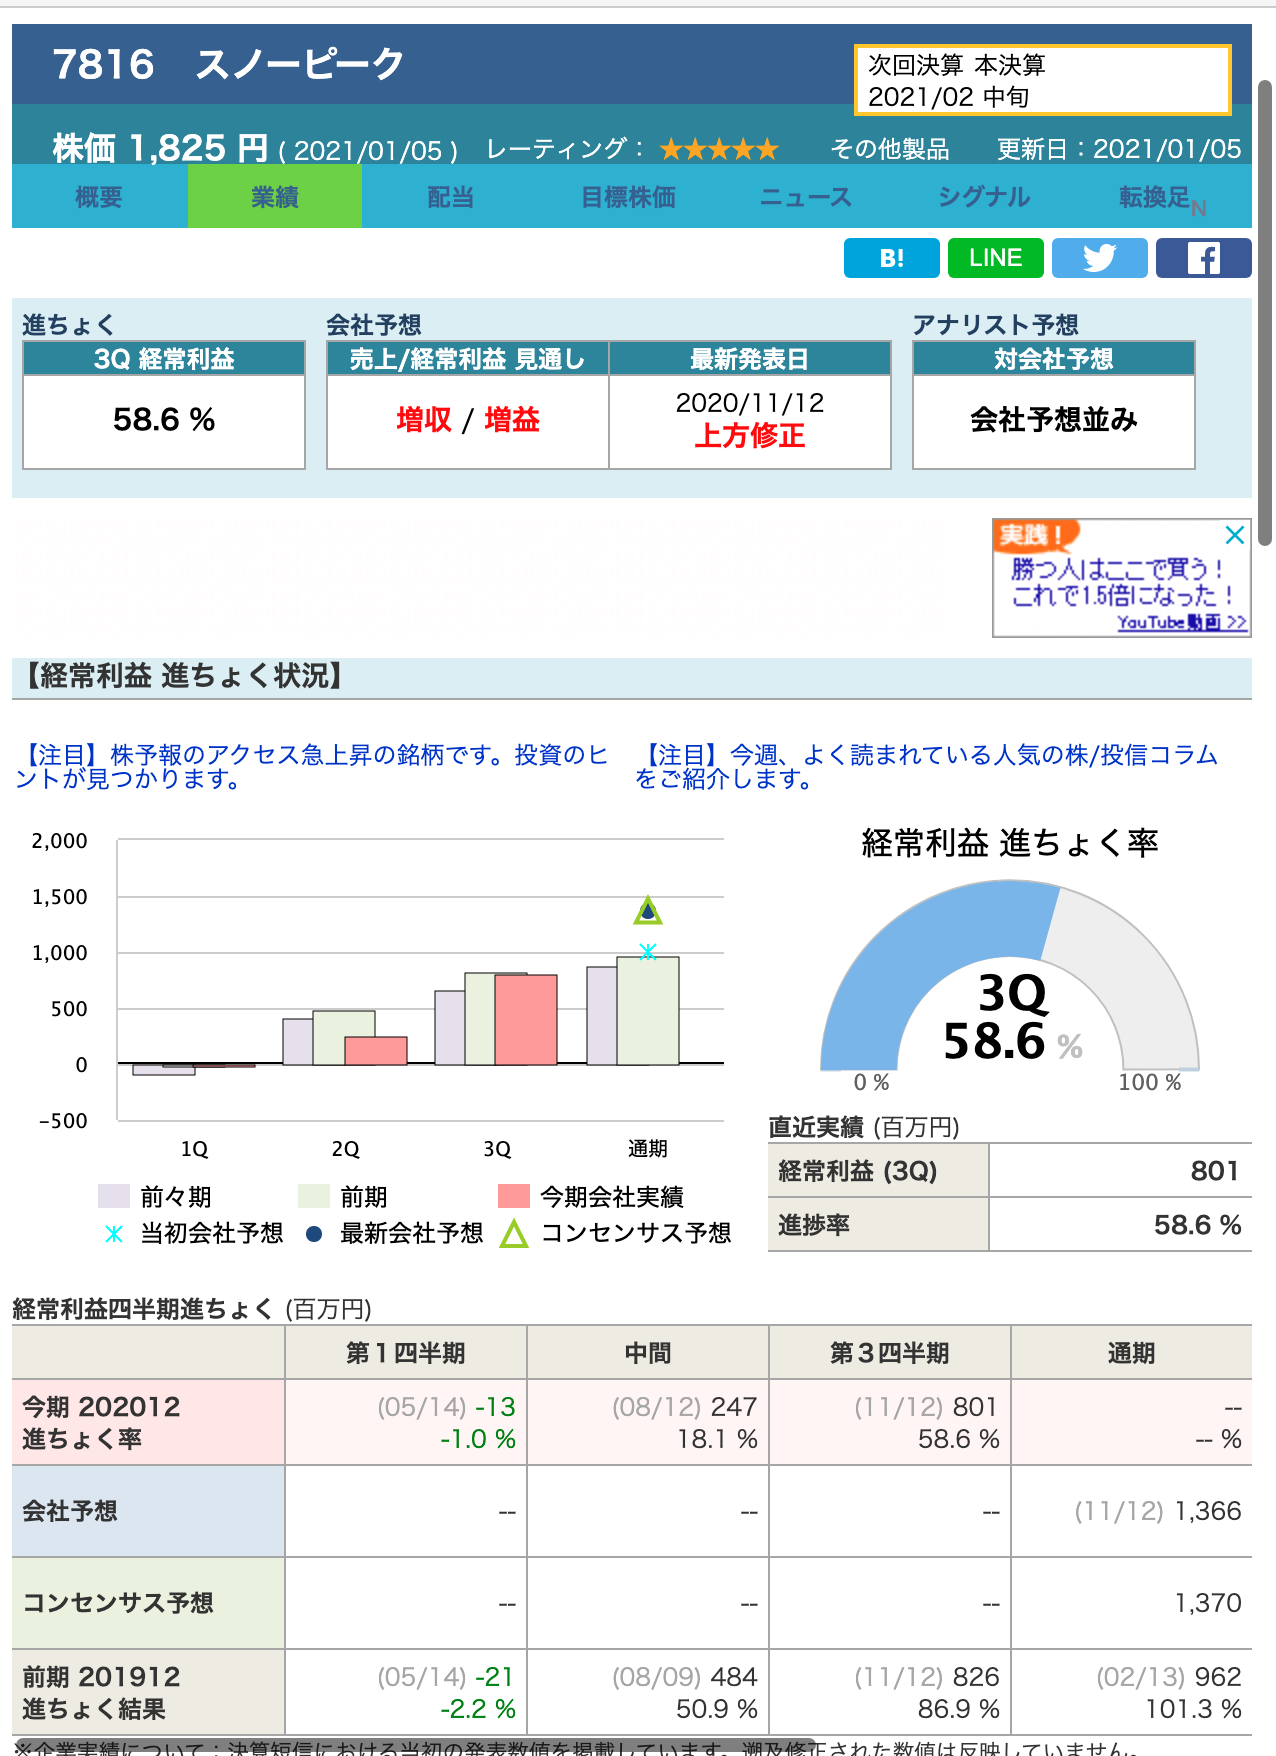 7816　スノーピーク
次回決算 本決算
2021/02 中旬
株価 1,825 円 ( 2021/01/05 )　レーティング： ★★★★★　その他製品　更新日：2021/01/05
概要 業績 配当 目標株価 ニュース シグナル 転換足N
B! LINE
進ちょく 会社予想 アナリスト予想
3Q 経常利益 売上/経常利益 見通し 最新発表日 対会社予想
58.6 % 増収 / 増益 2020/11/12 会社予想並み
上方修正
実践！
勝つ人はここで買う！
これで1.5倍になった！
YouTube動画 >>
【経常利益 進ちょく状況】
【注目】株予報のアクセス急上昇の銘柄です。投資のヒ
ントが見つかります。
【注目】今週、よく読まれている人気の株/投信コラム
をご紹介します。
2,000
1,500
1,000
500
0
-500
1Q 2Q 3Q 通期
前々期 前期 今期会社実績
当初会社予想 最新会社予想 コンセンサス予想
経常利益 進ちょく率
3Q
58.6 %
0 % 100 %
直近実績 (百万円)
経常利益 (3Q) 801
進捗率 58.6 %
経常利益四半期進ちょく (百万円)
第１四半期 中間 第３四半期 通期
今期 202012 (05/14) -13 (08/12) 247 (11/12) 801 --
進ちょく率 -1.0 % 18.1 % 58.6 % -- %
会社予想 -- -- -- (11/12) 1,366
コンセンサス予想 -- -- -- 1,370
前期 201912 (05/14) -21 (08/09) 484 (11/12) 826 (02/13) 962
進ちょく結果 -2.2 % 50.9 % 86.9 % 101.3 %
※企業実績について：決算短信における当初の発表数値を掲載しています。遡及修正された数値は反映していません。